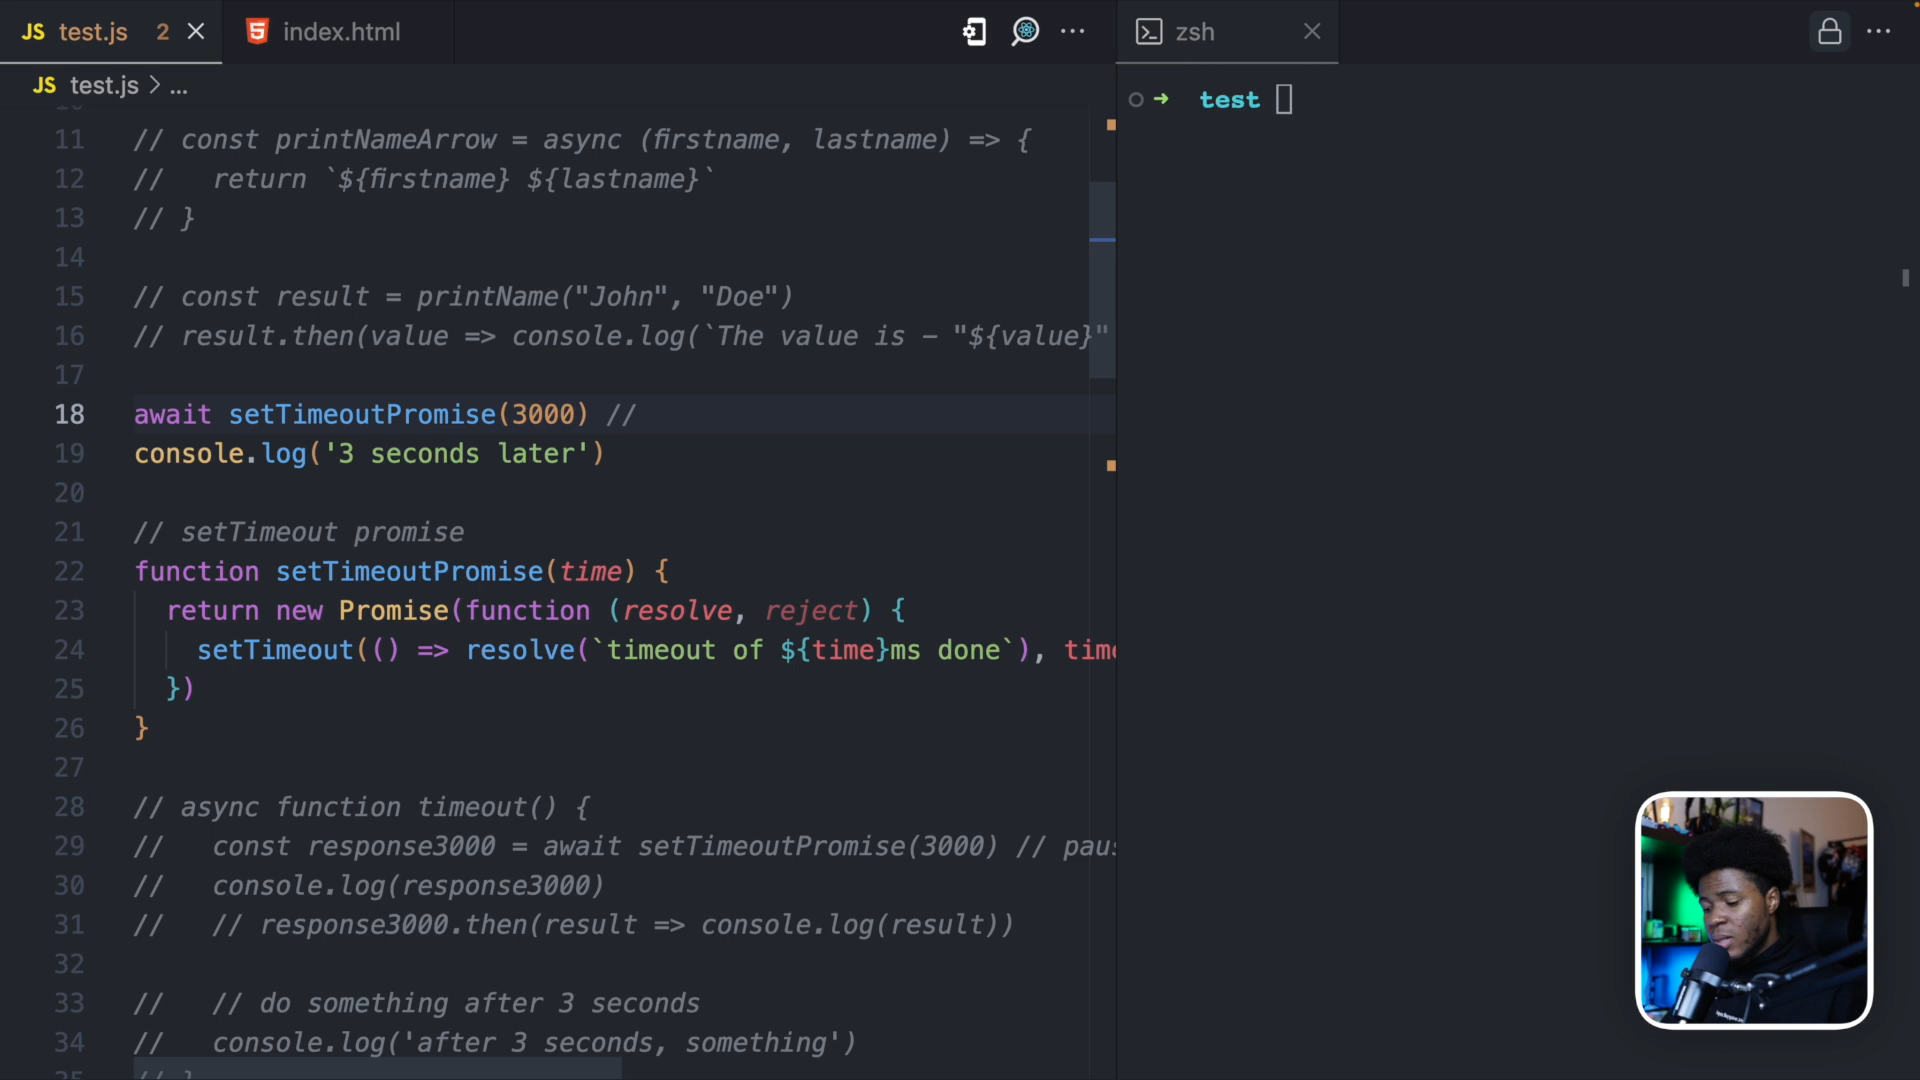 JS test.js 2 index.html zsh
JS test.js > ...
test
11 // const printNameArrow = async (firstname, lastname) => {
12 //   return `${firstname} ${lastname}`
13 // }
14
15 // const result = printName("John", "Doe")
16 // result.then(value => console.log(`The value is - "${value}"
17
18 await setTimeoutPromise(3000) //
19 console.log('3 seconds later')
20
21 // setTimeout promise
22 function setTimeoutPromise(time) {
23   return new Promise(function (resolve, reject) {
24     setTimeout(() => resolve(`timeout of ${time}ms done`), time
25   })
26 }
27
28 // async function timeout() {
29 //   const response3000 = await setTimeoutPromise(3000) // paus
30 //   console.log(response3000)
31 //   // response3000.then(result => console.log(result))
32
33 //   // do something after 3 seconds
34 //   console.log('after 3 seconds, something')
35 // }